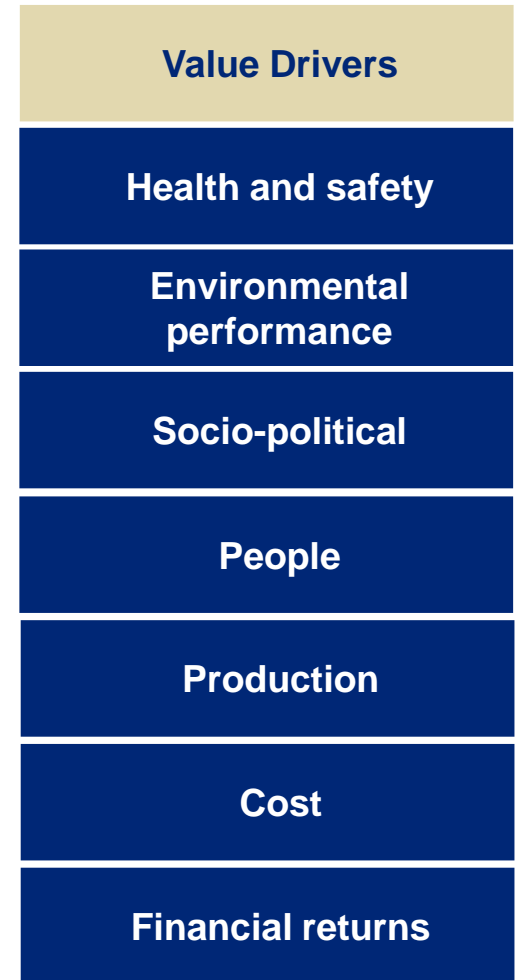 Value Drivers
Health and safety
Environmental
performance
Socio-political
People
Production
Cost
Financial returns